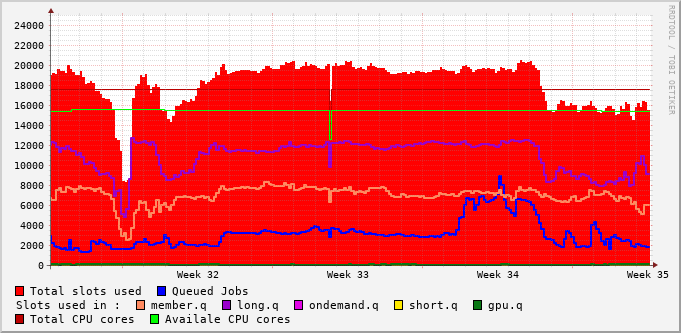 RRDTOOL / TOBI OETIKER
24000
22000
20000
18000
16000
14000
12000
10000
8000
6000
4000
2000
0
Week 32 Week 33 Week 34 Week 35
Total slots used Queued Jobs
Slots used in : member.q long.q ondemand.q short.q gpu.q
Total CPU cores Availale CPU cores